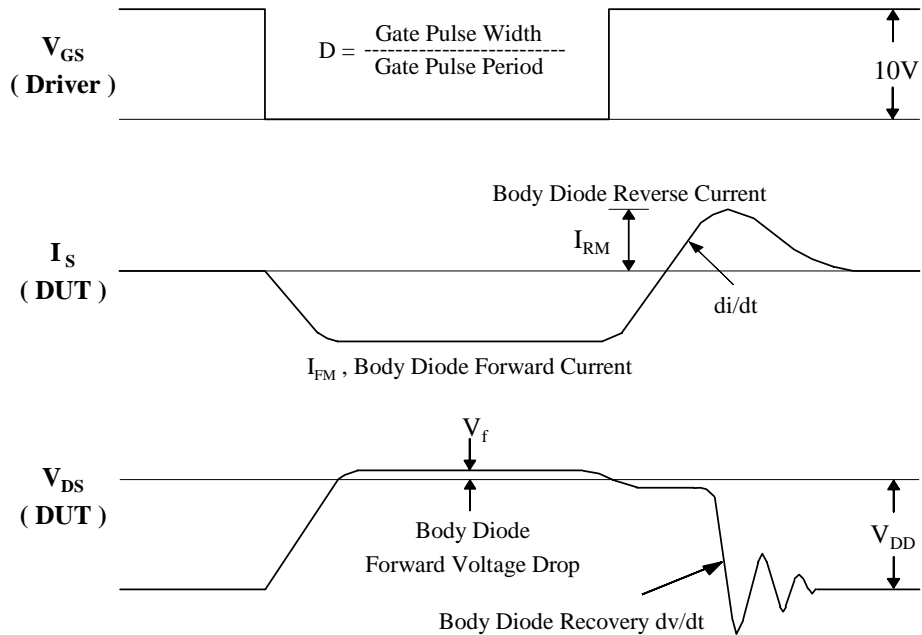 V_GS
( Driver )
D = Gate Pulse Width
--------------------------
Gate Pulse Period
10V
Body Diode Reverse Current
I_S
( DUT )
I_RM
di/dt
I_FM , Body Diode Forward Current
V_f
V_DS
( DUT )
Body Diode
Forward Voltage Drop
V_DD
Body Diode Recovery dv/dt